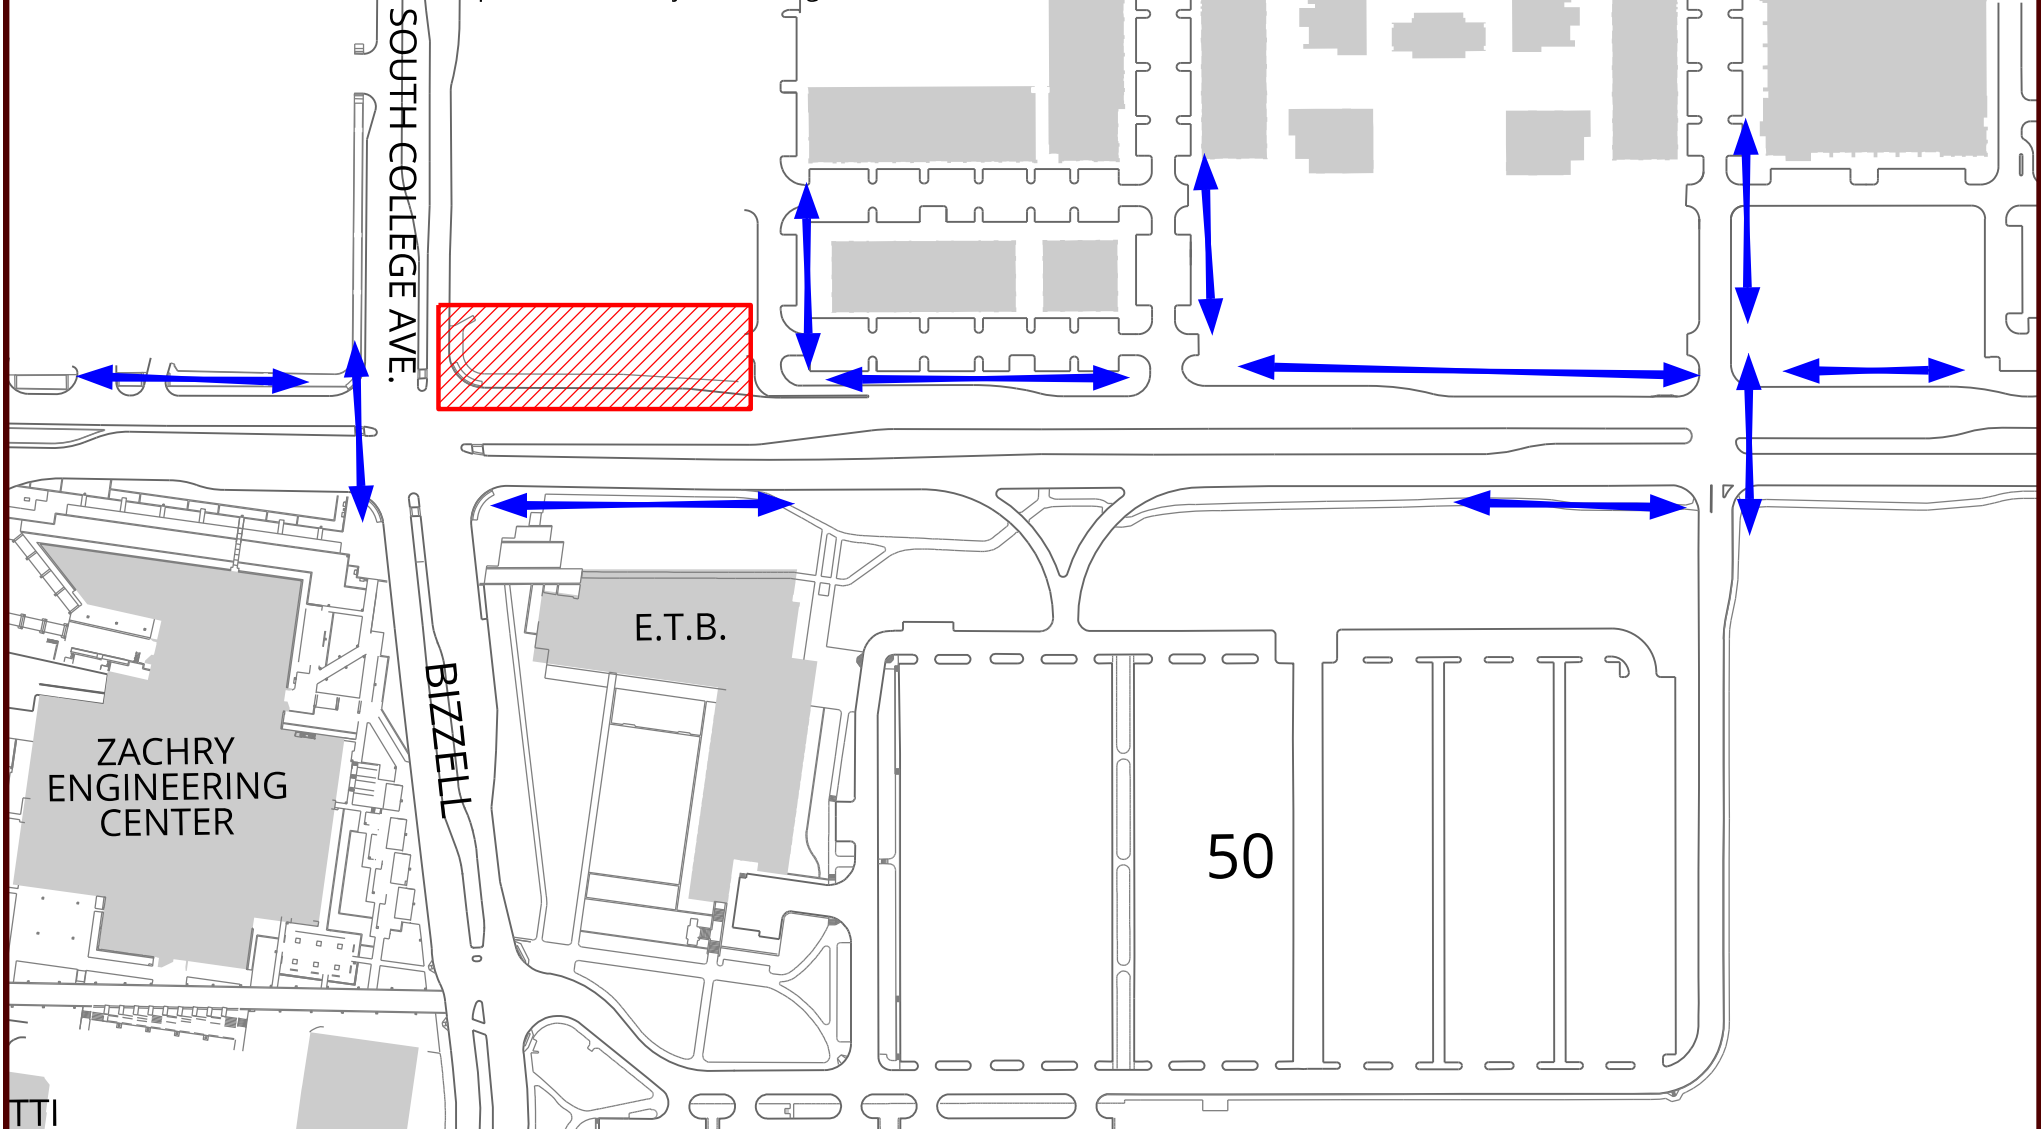 SOUTH COLLEGE AVE.
E.T.B.
BIZZELL
ZACHRY
ENGINEERING
CENTER
50
TTI